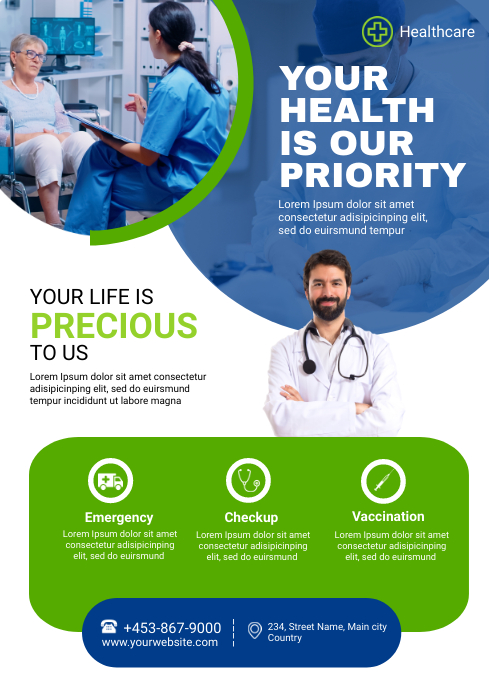 Healthcare
YOUR
HEALTH
IS OUR
PRIORITY
Lorem Ipsum dolor sit amet
consectetur adisipicinping elit,
sed do euirsmund tempur
YOUR LIFE IS
PRECIOUS
TO US
Lorem Ipsum dolor sit amet consectetur
adisipicinping elit, sed do euirsmund
tempur incididunt ut labore magna
Emergency
Lorem Ipsum dolor sit amet
consectetur adisipicinping
elit, sed do euirsmund
Checkup
Lorem Ipsum dolor sit amet
consectetur adisipicinping
elit, sed do euirsmund
Vaccination
Lorem Ipsum dolor sit amet
consectetur adisipicinping
elit, sed do euirsmund
+453-867-9000
www.yourwebsite.com
234, Street Name, Main city
Country